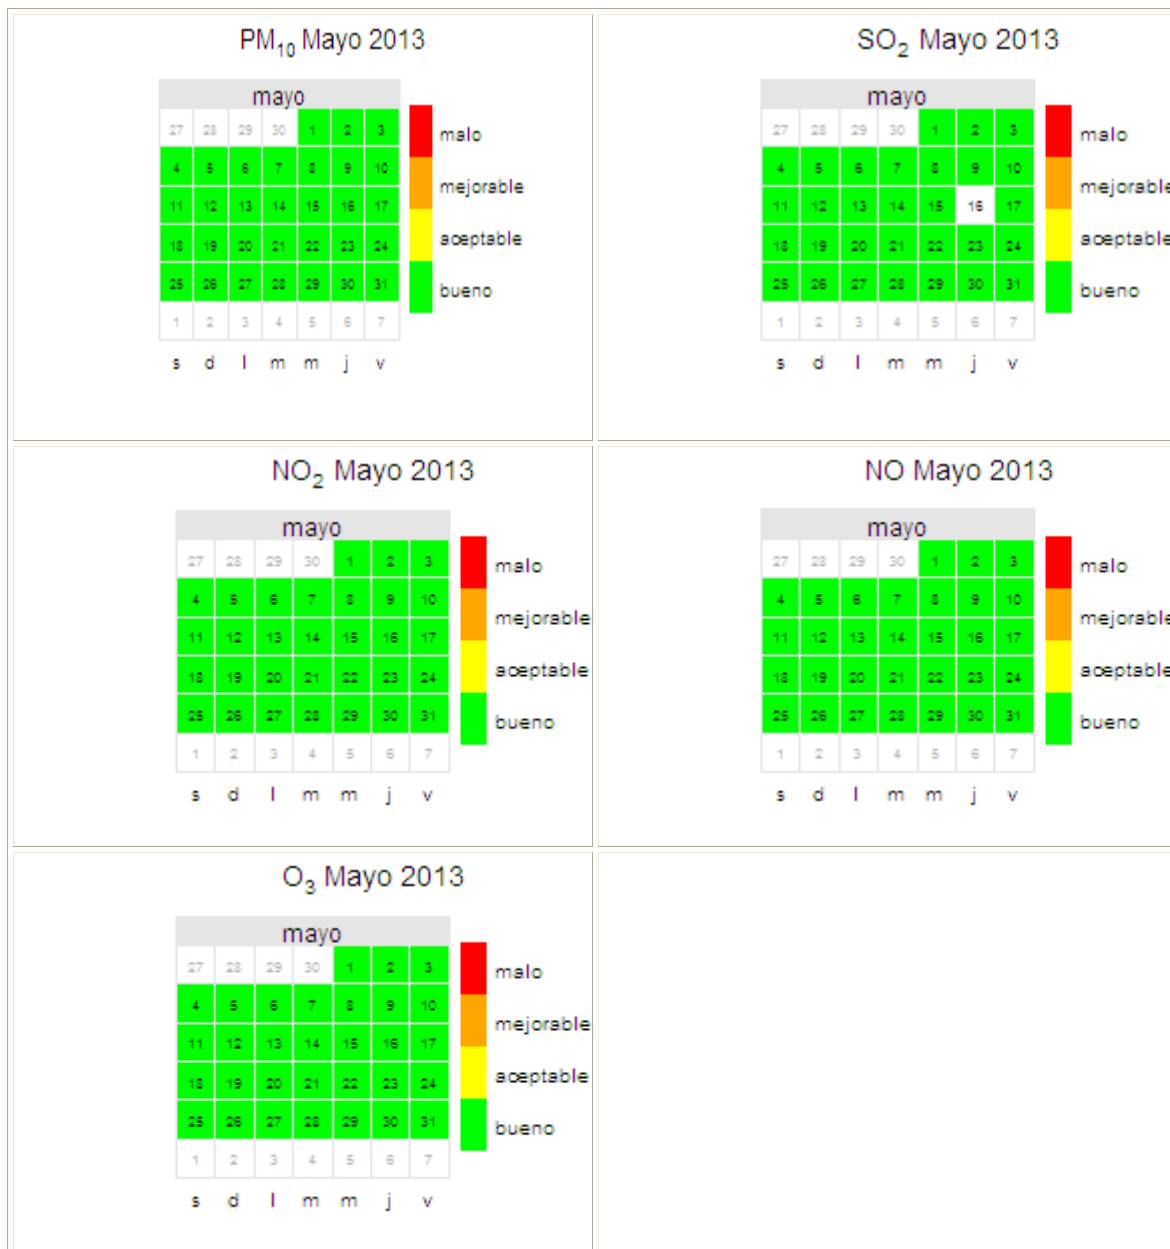 PM10 Mayo 2013
mayo
27 28 29 30 1 2 3
4 5 6 7 8 9 10
11 12 13 14 15 16 17
18 19 20 21 22 23 24
25 26 27 28 29 30 31
1 2 3 4 5 6 7
s d l m m j v
malo
mejorable
aceptable
bueno
SO2 Mayo 2013
mayo
27 28 29 30 1 2 3
4 5 6 7 8 9 10
11 12 13 14 15 16 17
18 19 20 21 22 23 24
25 26 27 28 29 30 31
1 2 3 4 5 6 7
s d l m m j v
malo
mejorable
aceptable
bueno
NO2 Mayo 2013
mayo
27 28 29 30 1 2 3
4 5 6 7 8 9 10
11 12 13 14 15 16 17
18 19 20 21 22 23 24
25 26 27 28 29 30 31
1 2 3 4 5 6 7
s d l m m j v
malo
mejorable
aceptable
bueno
NO Mayo 2013
mayo
27 28 29 30 1 2 3
4 5 6 7 8 9 10
11 12 13 14 15 16 17
18 19 20 21 22 23 24
25 26 27 28 29 30 31
1 2 3 4 5 6 7
s d l m m j v
malo
mejorable
aceptable
bueno
O3 Mayo 2013
mayo
27 28 29 30 1 2 3
4 5 6 7 8 9 10
11 12 13 14 15 16 17
18 19 20 21 22 23 24
25 26 27 28 29 30 31
1 2 3 4 5 6 7
s d l m m j v
malo
mejorable
aceptable
bueno